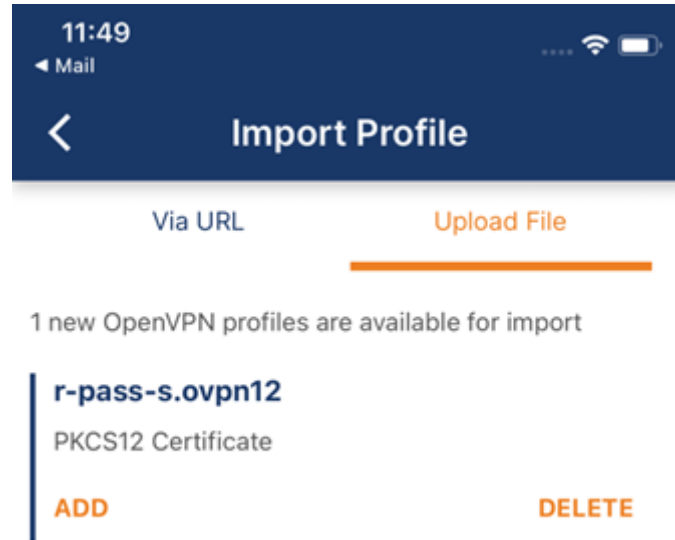 11:49
◄ Mail
Import Profile
Via URL
Upload File
1 new OpenVPN profiles are available for import
r-pass-s.ovpn12
PKCS12 Certificate
ADD
DELETE